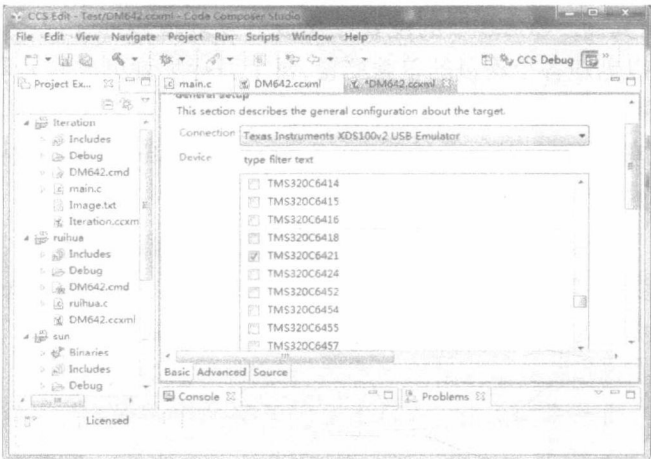 CCS Edit - Test/DM642.ccxml - Code Composer Studio
File Edit View Navigate Project Run Scripts Window Help
CCS Debug
Project Ex...
main.c
DM642.ccxml
*DM642.ccxml
General Setup
This section describes the general configuration about the target.
Connection
Texas Instruments XDS100v2 USB Emulator
Device
type filter text
TMS320C6414
TMS320C6415
TMS320C6416
TMS320C6418
TMS320C6421
TMS320C6424
TMS320C6452
TMS320C6454
TMS320C6455
TMS320C6457
Basic Advanced Source
Iteration
Includes
Debug
DM642.cmd
main.c
Image.txt
Iteration.ccxm
ruihua
Includes
Debug
DM642.cmd
ruihua.c
DM642.ccxml
sun
Binaries
Includes
Debug
Console
Problems
Licensed